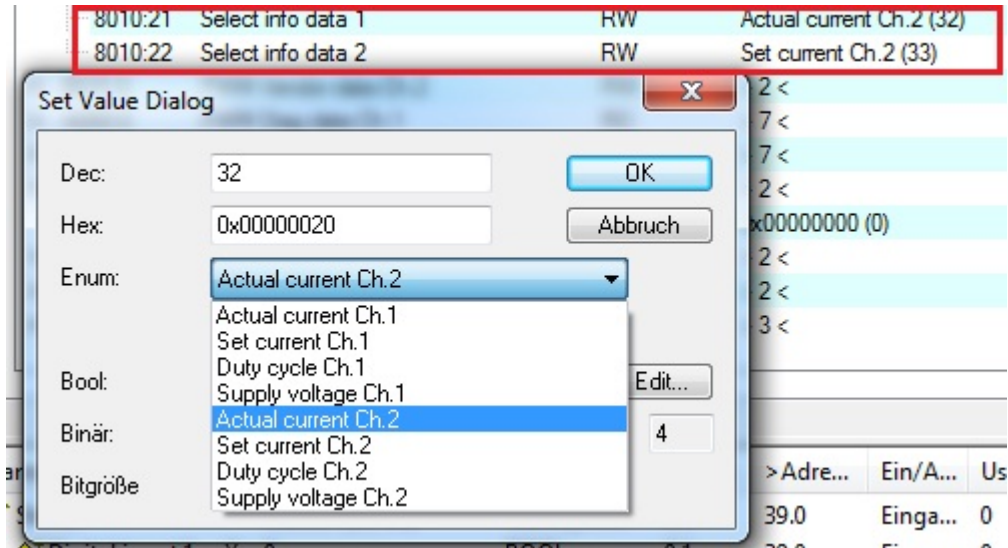 8010:21 Select info data 1 RW Actual current Ch.2 (32)
8010:22 Select info data 2 RW Set current Ch.2 (33)
Set Value Dialog
2 <
7 <
Dec: 32 OK
7 <
2 <
Hex: 0x00000020 Abbruch
x00000000 (0)
2 <
Enum: Actual current Ch.2
2 <
3 <
Actual current Ch.1
Set current Ch.1
Duty cycle Ch.1
Supply voltage Ch.1
Actual current Ch.2
Set current Ch.2
Duty cycle Ch.2
Supply voltage Ch.2
Bool: Edit...
Binär: 4
Bitgröße
>Adre... Ein/A... Us
39.0 Einga... 0